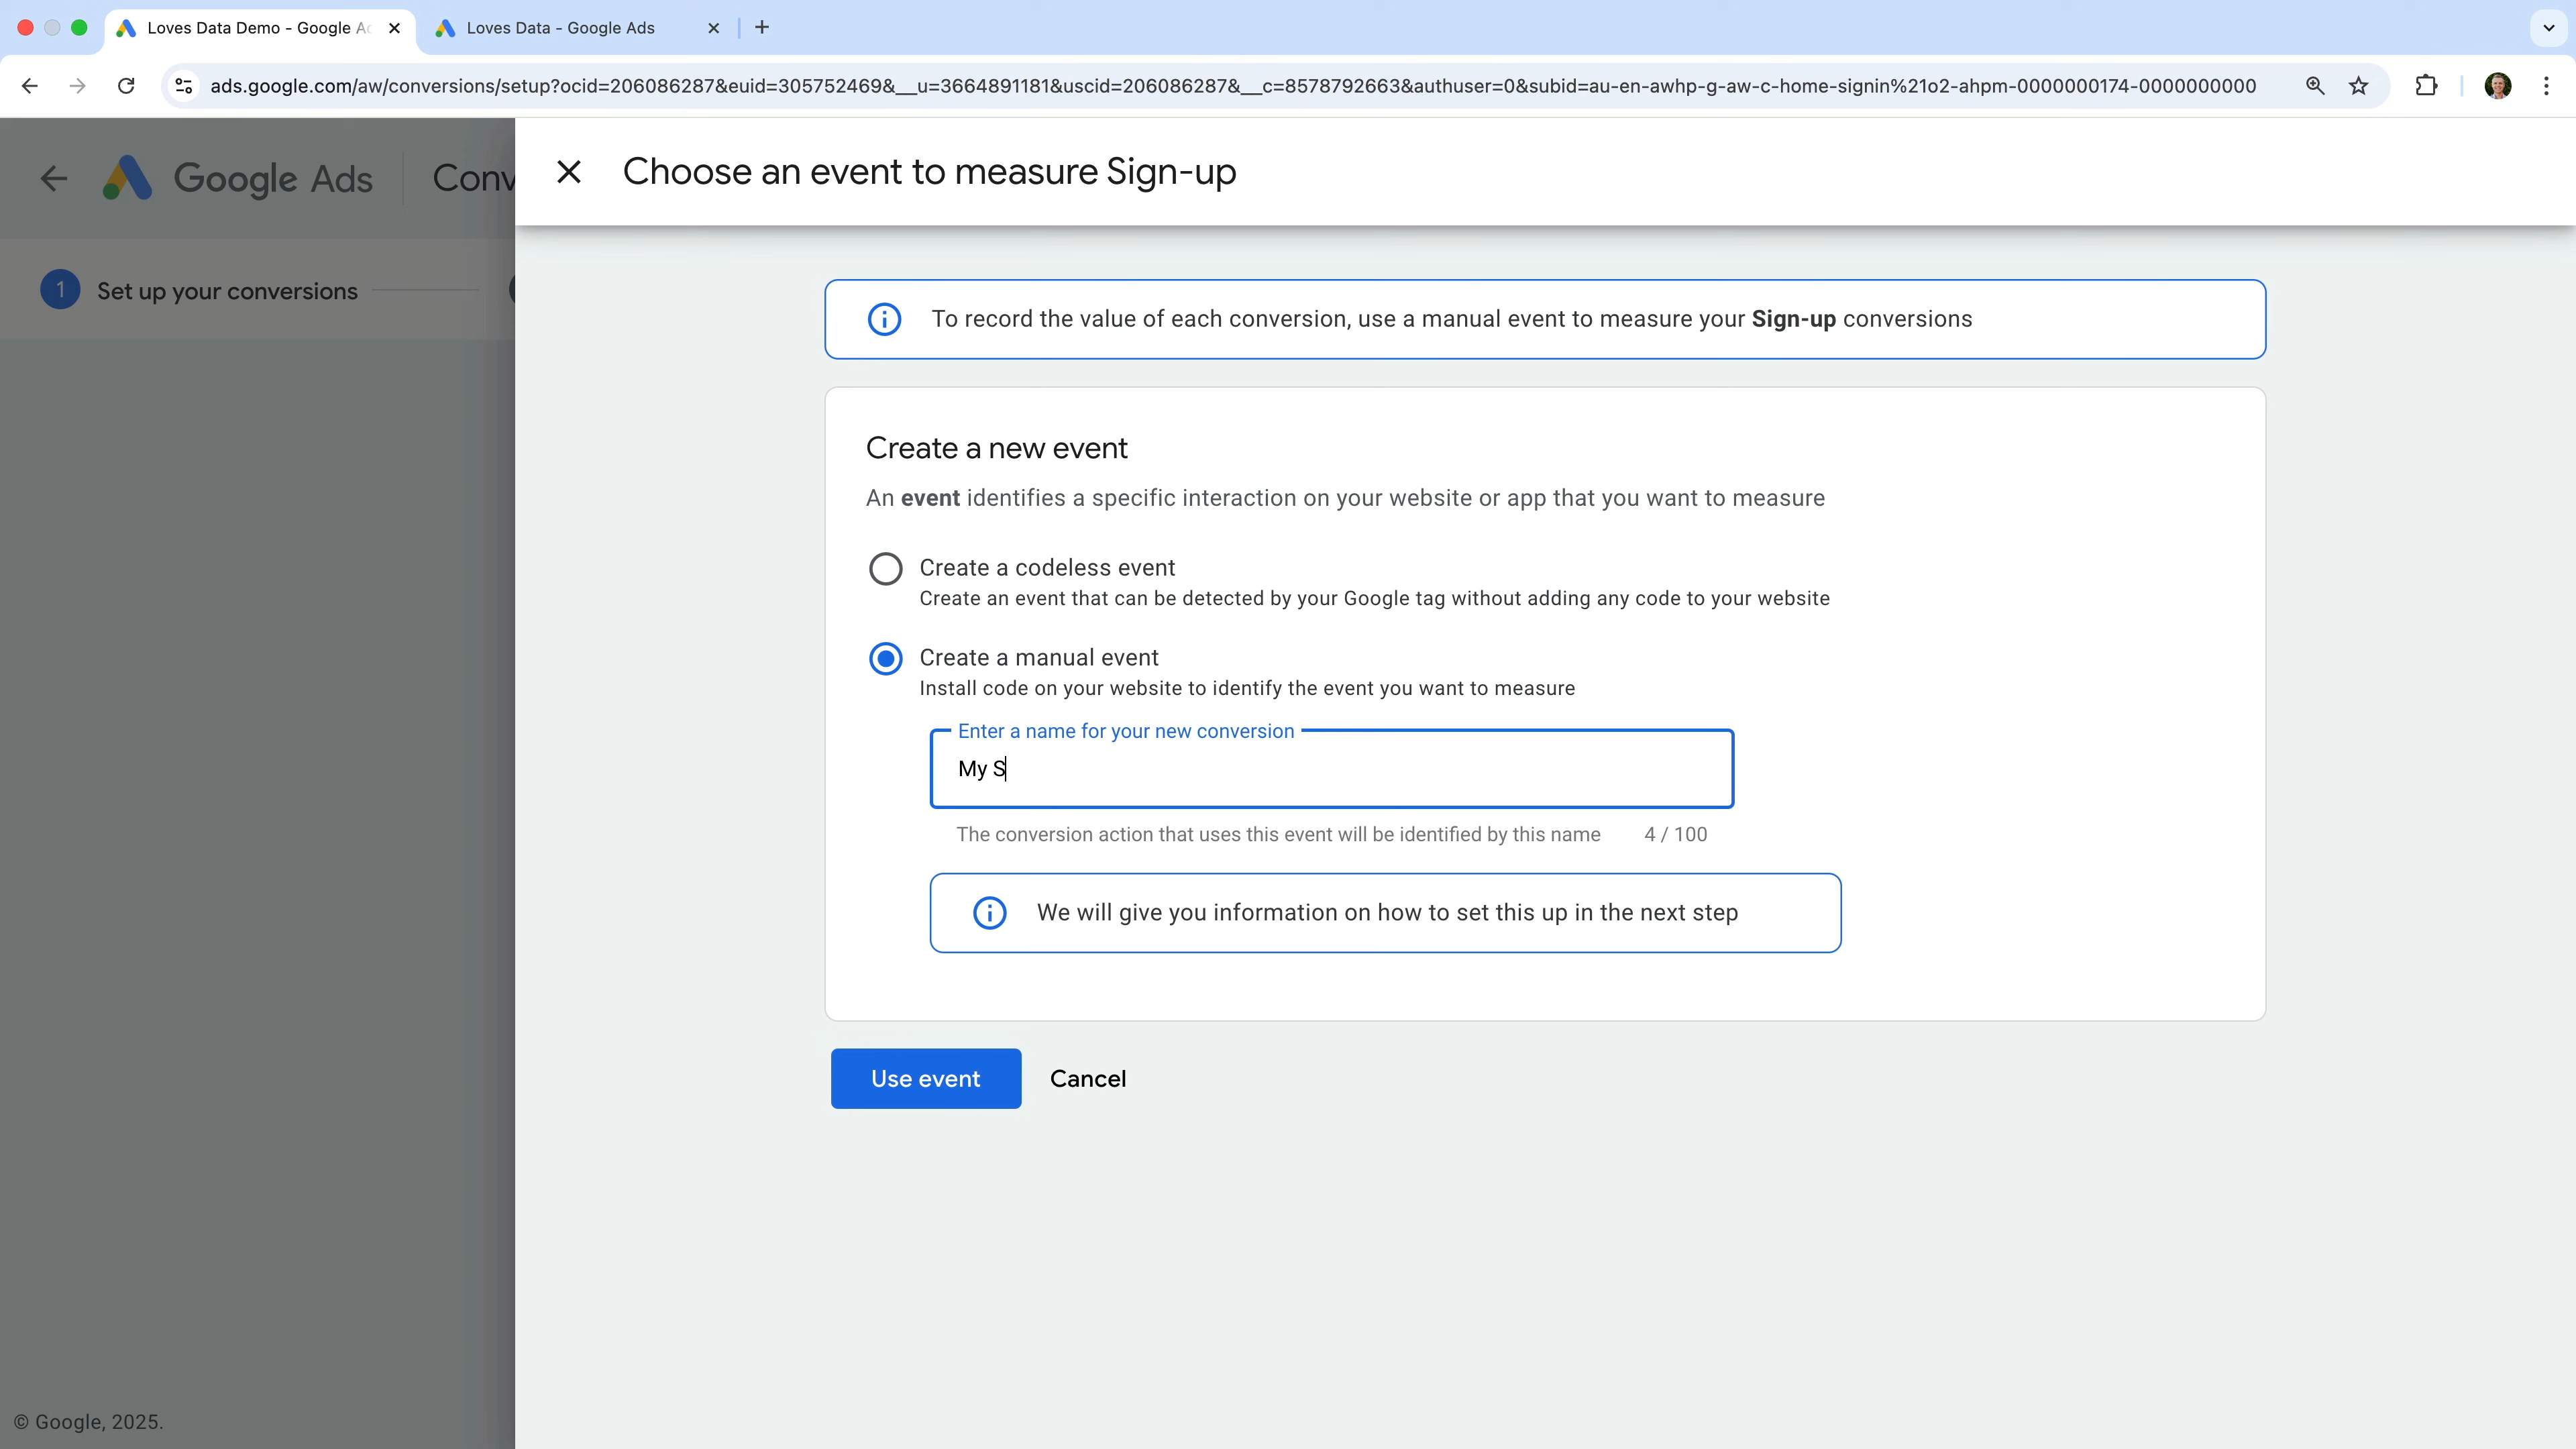 Loves Data Demo - Google Ad
Loves Data - Google Ads
ads.google.com/aw/conversions/setup?ocid=206086287&euid=305752469&__u=3664891181&uscid=206086287&__c=8578792663&authuser=0&subid=au-en-awhp-g-aw-c-home-signin%21o2-ahpm-0000000174-0000000000
Google Ads
Conv
Choose an event to measure Sign-up
1 Set up your conversions
To record the value of each conversion, use a manual event to measure your Sign-up conversions
Create a new event
An event identifies a specific interaction on your website or app that you want to measure
Create a codeless event
Create an event that can be detected by your Google tag without adding any code to your website
Create a manual event
Install code on your website to identify the event you want to measure
Enter a name for your new conversion
My S
The conversion action that uses this event will be identified by this name 4 / 100
We will give you information on how to set this up in the next step
Use event
Cancel
© Google, 2025.